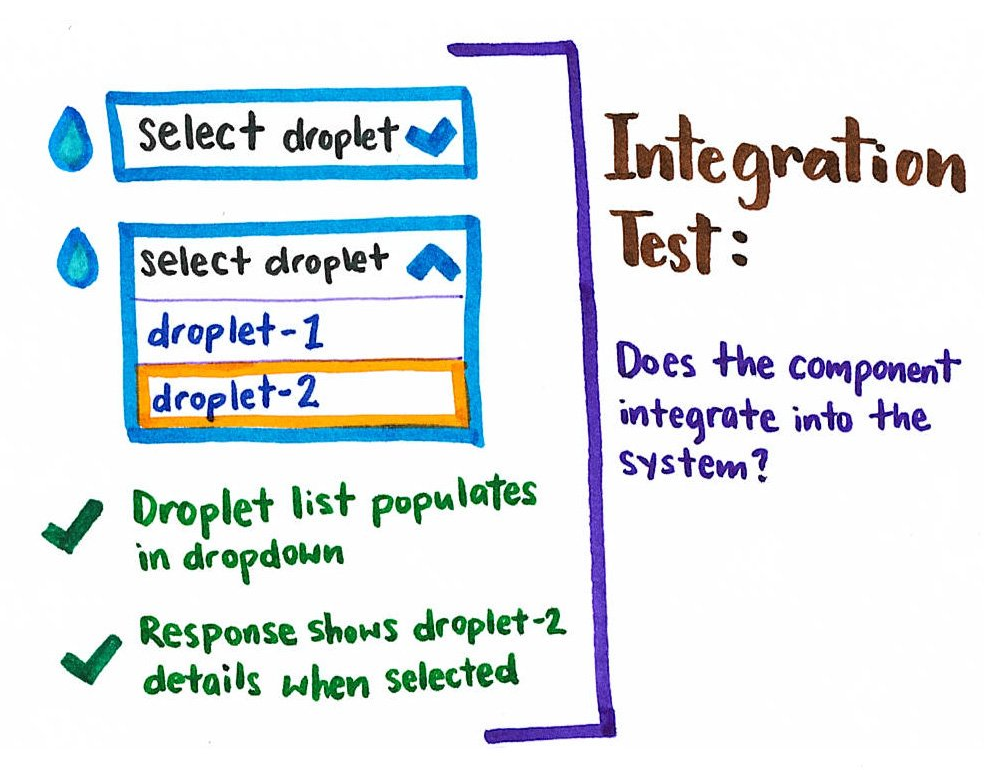 select droplet
select droplet
droplet-1
droplet-2
Droplet list populates
in dropdown
Response shows droplet-2
details when selected
Integration
Test:
Does the component
integrate into the
system?